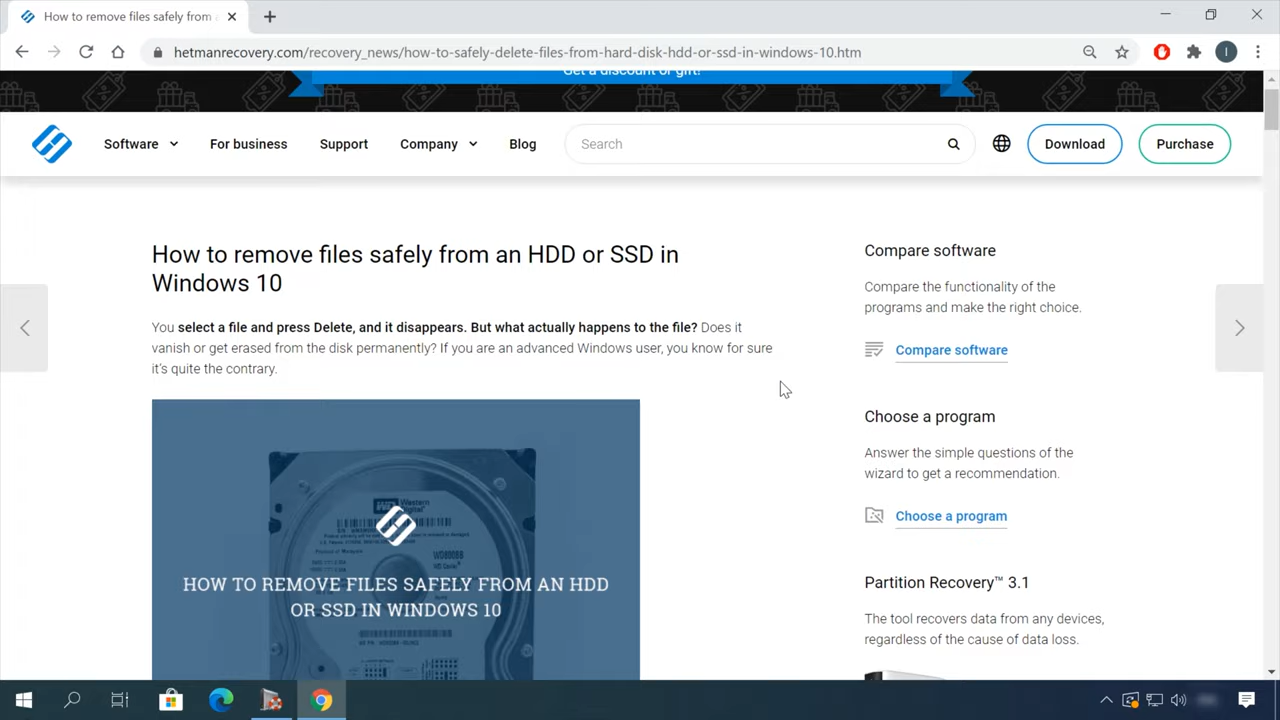 How to remove files safely from
hetmanrecovery.com/recovery_news/how-to-safely-delete-files-from-hard-disk-hdd-or-ssd-in-windows-10.htm
I
Get a discount or gift!
Software
For business
Support
Company
Blog
Search
Download
Purchase
How to remove files safely from an HDD or SSD in
Windows 10
You select a file and press Delete, and it disappears. But what actually happens to the file? Does it
vanish or get erased from the disk permanently? If you are an advanced Windows user, you know for sure
it's quite the contrary.
Western
Digital
HOW TO REMOVE FILES SAFELY FROM AN HDD
OR SSD IN WINDOWS 10
Compare software
Compare the functionality of the
programs and make the right choice.
Compare software
Choose a program
Answer the simple questions of the
wizard to get a recommendation.
Choose a program
Partition Recovery™ 3.1
The tool recovers data from any devices,
regardless of the cause of data loss.